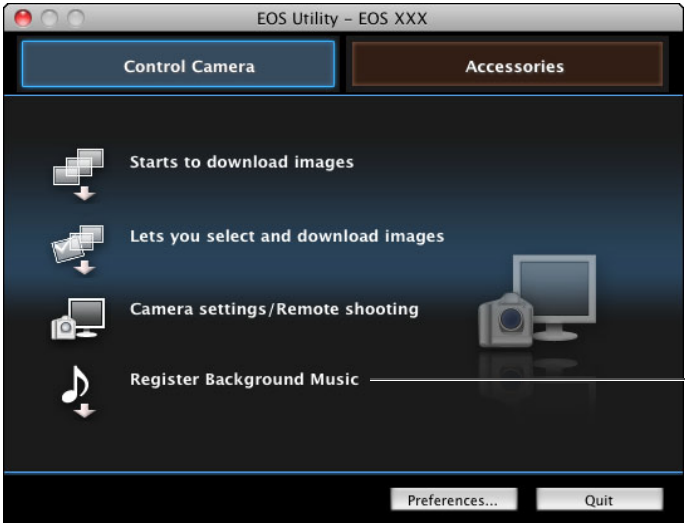 EOS Utility – EOS XXX
Control Camera
Accessories
Starts to download images
Lets you select and download images
Camera settings/Remote shooting
Register Background Music
Preferences...
Quit